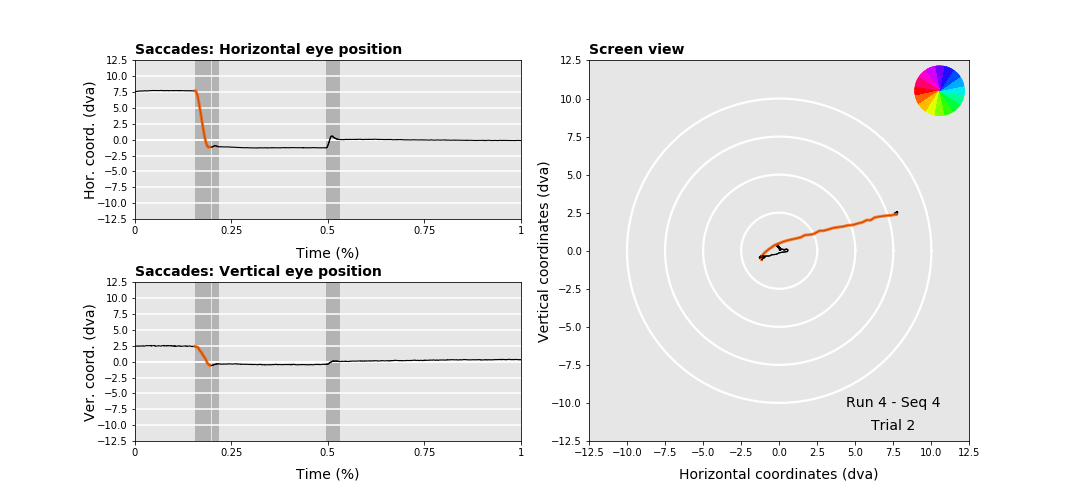 Saccades: Horizontal eye position
Hor. coord. (dva)
12.5
10.0
7.5
5.0
2.5
0.0
−2.5
−5.0
−7.5
−10.0
−12.5
0 0.25 0.5 0.75 1
Time (%)
Saccades: Vertical eye position
Ver. coord. (dva)
12.5
10.0
7.5
5.0
2.5
0.0
−2.5
−5.0
−7.5
−10.0
−12.5
0 0.25 0.5 0.75 1
Time (%)
Screen view
Vertical coordinates (dva)
12.5
10.0
7.5
5.0
2.5
0.0
−2.5
−5.0
−7.5
−10.0
−12.5
Run 4 - Seq 4
Trial 2
−12.5 −10.0 −7.5 −5.0 −2.5 0.0 2.5 5.0 7.5 10.0 12.5
Horizontal coordinates (dva)